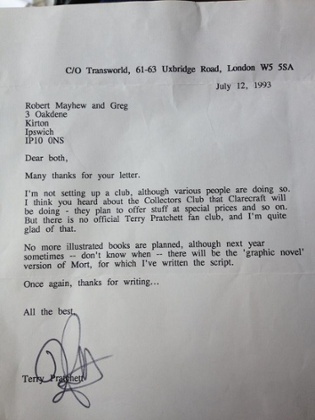 C/O Transworld, 61-63 Uxbridge Road, London W5 5SA
July 12, 1993
Robert Mayhew and Greg
3 Oakdene
Kirton
Ipswich
IP10 0NS
Dear both,
Many thanks for your letter.
I'm not setting up a club, although various people are doing so.
I think you heard about the Collectors Club that Clarecraft will
be doing - they plan to offer stuff at special prices and so on.
But there is no official Terry Pratchett fan club, and I'm quite
glad of that.
No more illustrated books are planned, although next year
sometimes -- don't know when -- there will be the 'graphic novel'
version of Mort, for which I've written the script.
Once again, thanks for writing...
All the best,
Terry Pratchett